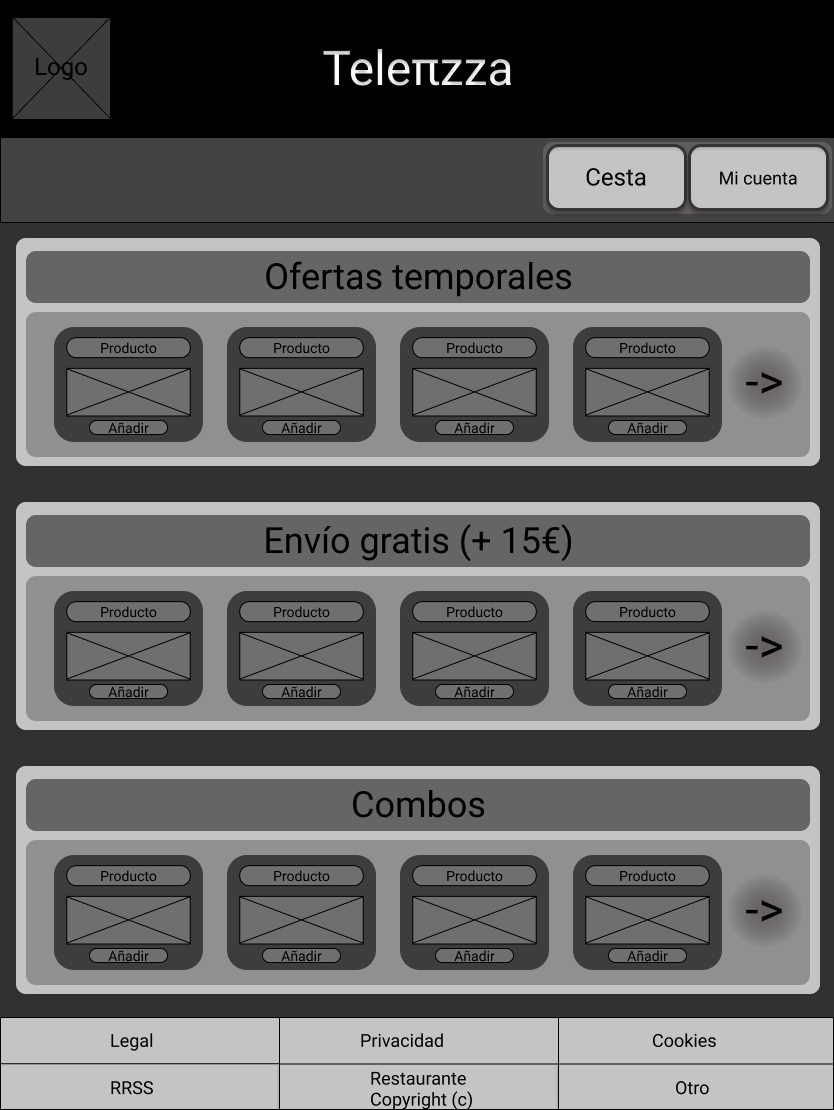 Logo
Teleπzza
Cesta Mi cuenta
Ofertas temporales
Producto Producto Producto Producto
->
Añadir Añadir Añadir Añadir
Envío gratis (+ 15€)
Producto Producto Producto Producto
->
Añadir Añadir Añadir Añadir
Combos
Producto Producto Producto Producto
->
Añadir Añadir Añadir Añadir
Legal Privacidad Cookies
RRSS Restaurante Otro
Copyright (c)